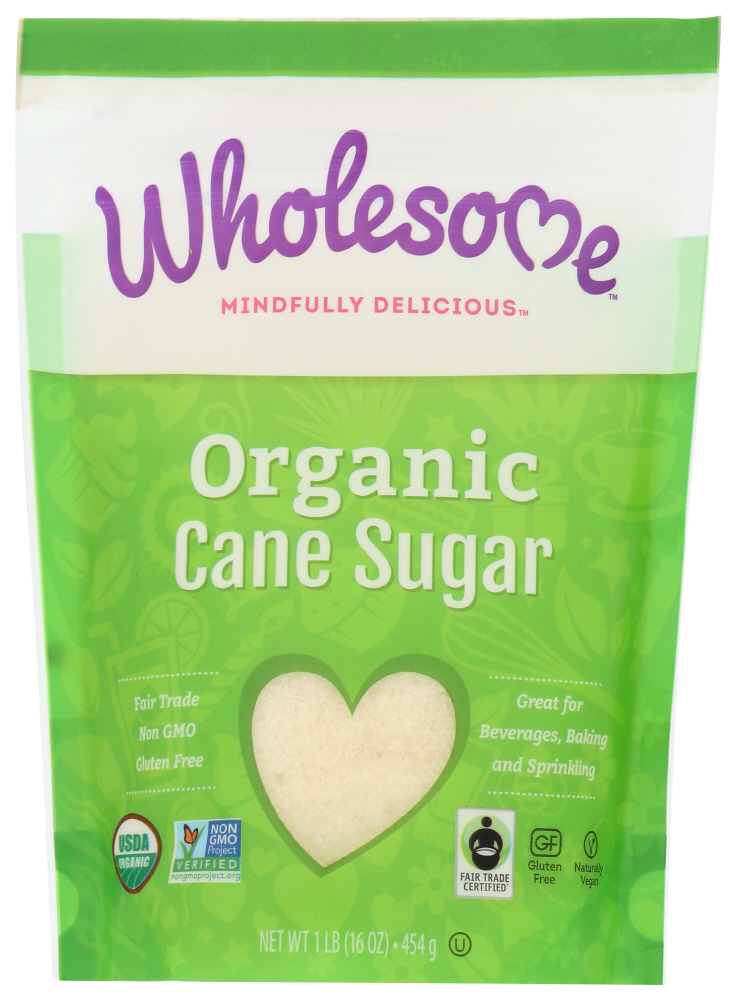 Wholesome™
MINDFULLY DELICIOUS™
Organic
Cane Sugar
Fair Trade
Non GMO
Gluten Free
Great for
Beverages, Baking
and Sprinkling
USDA
ORGANIC
NON
GMO
Project
VERIFIED
nongmoproject.org
FAIR TRADE
CERTIFIED™
GF
Gluten
Free
V
Naturally
Vegan
NET WT 1 LB (16 OZ) • 454 g U